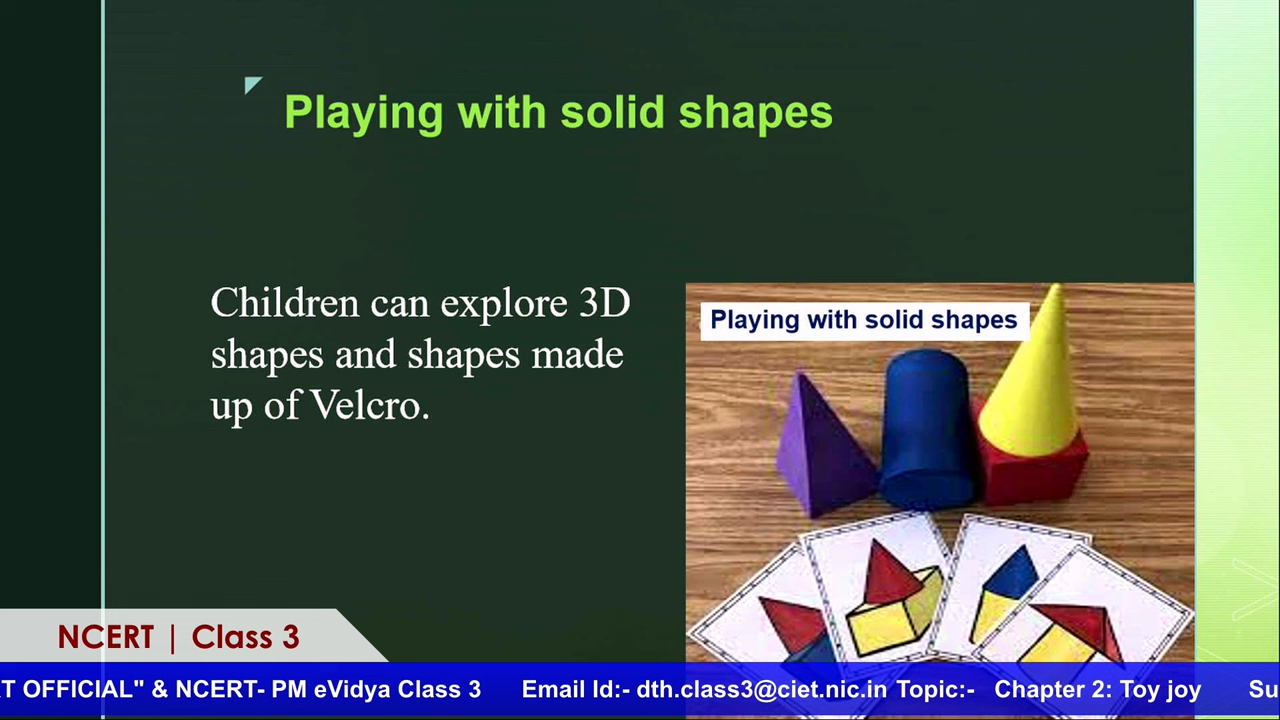 Playing with solid shapes
Children can explore 3D
shapes and shapes made
up of Velcro.
Playing with solid shapes
NCERT | Class 3
T OFFICIAL" & NCERT- PM eVidya Class 3 Email Id:- dth.class3@ciet.nic.in Topic:- Chapter 2: Toy joy Su